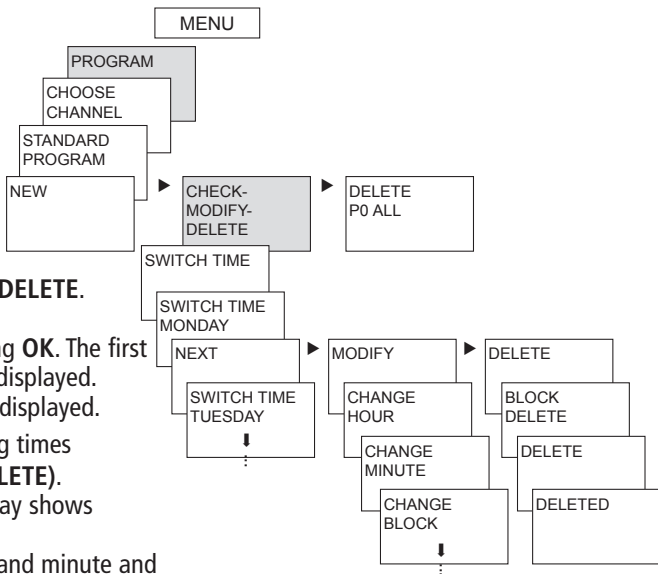 MENU
PROGRAM
CHOOSE
CHANNEL
STANDARD
PROGRAM
NEW
CHECK-
MODIFY-
DELETE
DELETE
P0 ALL
SWITCH TIME
DELETE.
SWITCH TIME
MONDAY
ng OK. The first
displayed.
displayed.
NEXT
MODIFY
DELETE
SWITCH TIME
TUESDAY
CHANGE
HOUR
BLOCK
DELETE
g times
LETE).
ay shows
CHANGE
MINUTE
DELETE
CHANGE
BLOCK
DELETED
and minute and